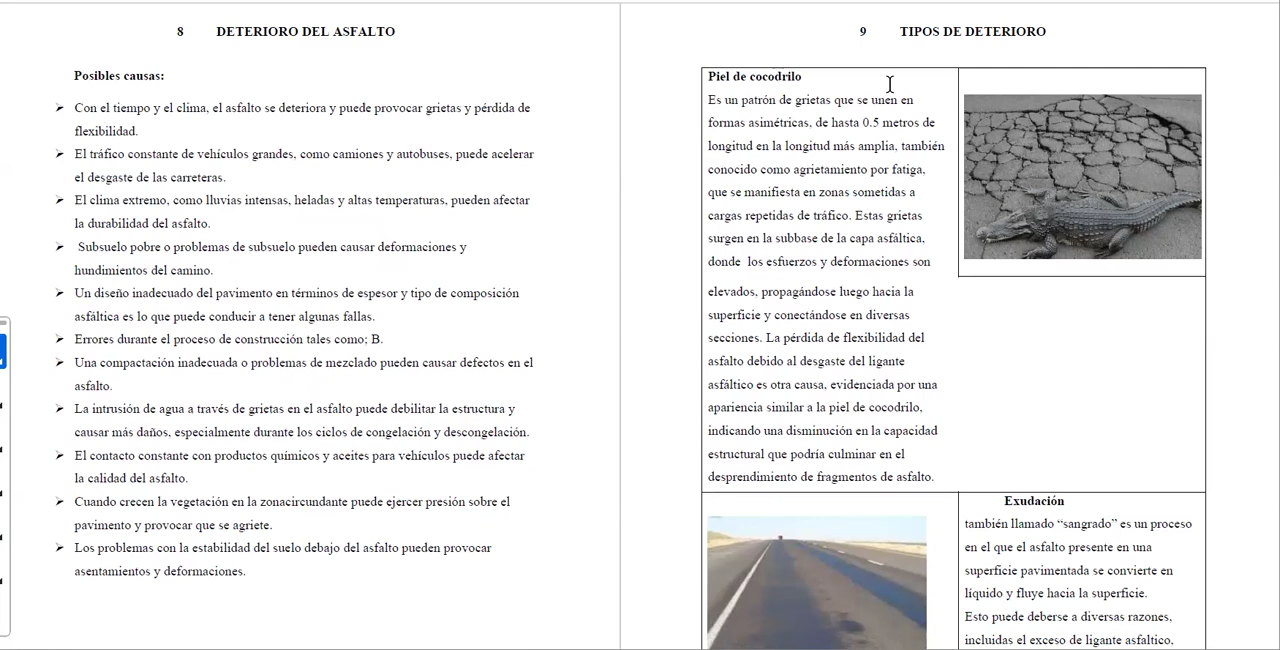 8 DETERIORO DEL ASFALTO
Posibles causas:
➢ Con el tiempo y el clima, el asfalto se deteriora y puede provocar grietas y pérdida de
flexibilidad.
➢ El tráfico constante de vehículos grandes, como camiones y autobuses, puede acelerar
el desgaste de las carreteras.
➢ El clima extremo, como lluvias intensas, heladas y altas temperaturas, pueden afectar
la durabilidad del asfalto.
➢ Subsuelo pobre o problemas de subsuelo pueden causar deformaciones y
hundimientos del camino.
➢ Un diseño inadecuado del pavimento en términos de espesor y tipo de composición
asfáltica es lo que puede conducir a tener algunas fallas.
➢ Errores durante el proceso de construcción tales como; B.
➢ Una compactación inadecuada o problemas de mezclado pueden causar defectos en el
asfalto.
➢ La intrusión de agua a través de grietas en el asfalto puede debilitar la estructura y
causar más daños, especialmente durante los ciclos de congelación y descongelación.
➢ El contacto constante con productos químicos y aceites para vehículos puede afectar
la calidad del asfalto.
➢ Cuando crecen la vegetación en la zonacircundante puede ejercer presión sobre el
pavimento y provocar que se agriete.
➢ Los problemas con la estabilidad del suelo debajo del asfalto pueden provocar
asentamientos y deformaciones.
9 TIPOS DE DETERIORO
Piel de cocodrilo
Es un patrón de grietas que se unen en
formas asimétricas, de hasta 0.5 metros de
longitud en la longitud más amplia, también
conocido como agrietamiento por fatiga,
que se manifiesta en zonas sometidas a
cargas repetidas de tráfico. Estas grietas
surgen en la subbase de la capa asfáltica,
donde los esfuerzos y deformaciones son
elevados, propagándose luego hacia la
superficie y conectándose en diversas
secciones. La pérdida de flexibilidad del
asfalto debido al desgaste del ligante
asfáltico es otra causa, evidenciada por una
apariencia similar a la piel de cocodrilo,
indicando una disminución en la capacidad
estructural que podría culminar en el
desprendimiento de fragmentos de asfalto.
Exudación
también llamado “sangrado” es un proceso
en el que el asfalto presente en una
superficie pavimentada se convierte en
líquido y fluye hacia la superficie.
Esto puede deberse a diversas razones,
incluidas el exceso de ligante asfaltico,